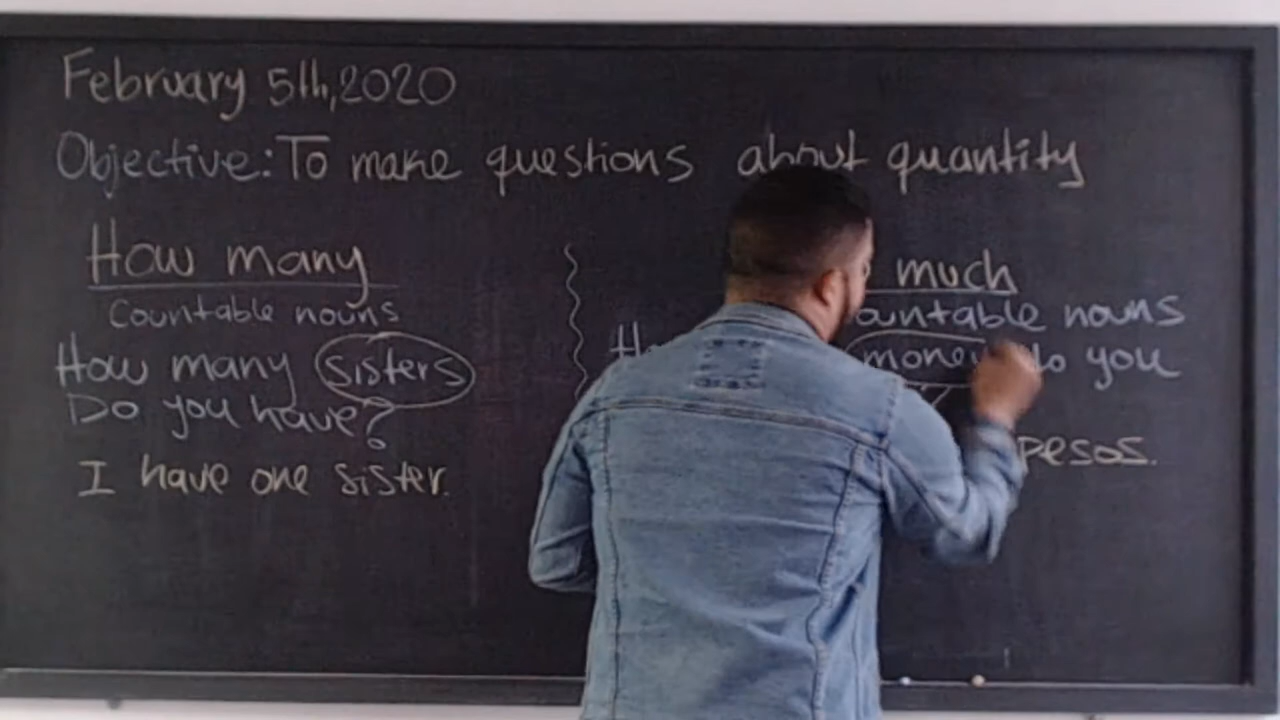 February 5th, 2020
Objective: To make questions about quantity
How many
Countable nouns
How many sisters
Do you have?
I have one sister.
much
countable nouns
money do you
pesos.